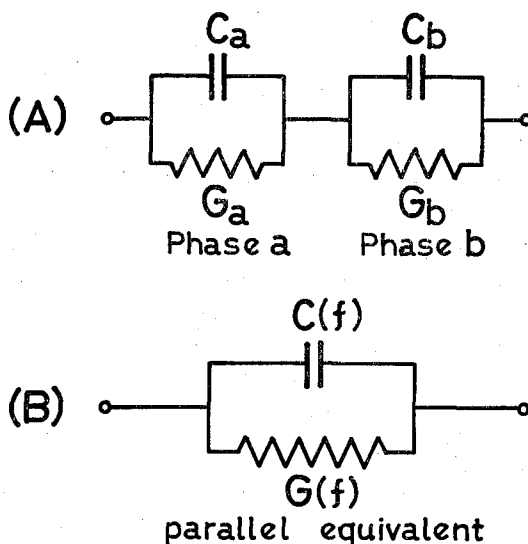 Ca Cb
(A)
Ga Gb
Phase a Phase b
C(f)
(B)
G(f)
parallel equivalent